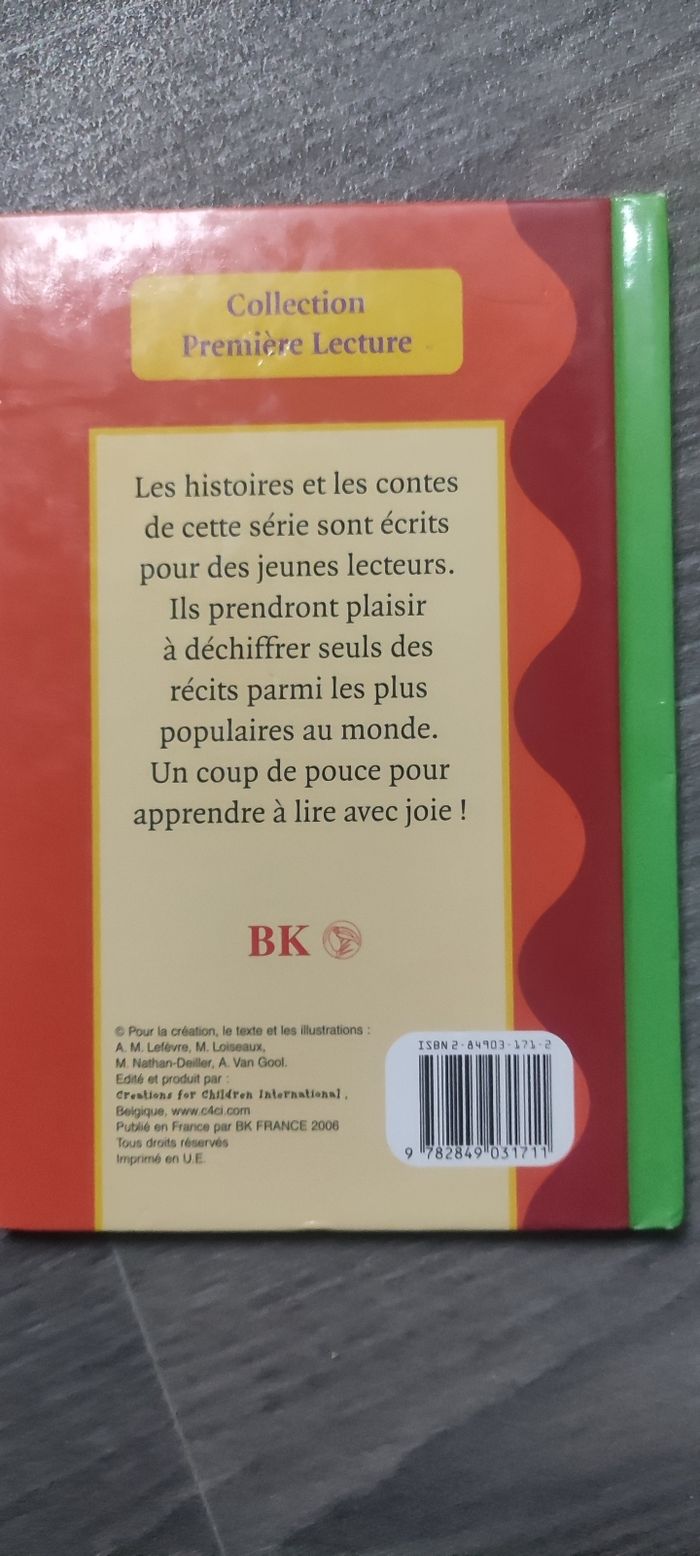 Collection
Première Lecture
Les histoires et les contes
de cette série sont écrits
pour des jeunes lecteurs.
Ils prendront plaisir
à déchiffrer seuls des
récits parmi les plus
populaires au monde.
Un coup de pouce pour
apprendre à lire avec joie !
BK
© Pour la création, le texte et les illustrations :
A. M. Lefèvre, M. Loiseaux,
M. Nathan-Deiller, A. Van Gool.
Edité et produit par :
Creations for Children International,
Belgique, www.c4ci.com
Publié en France par BK FRANCE 2006
Tous droits réservés
Imprimé en U.E.
ISBN 2-84903-171-2
9 782849 031711